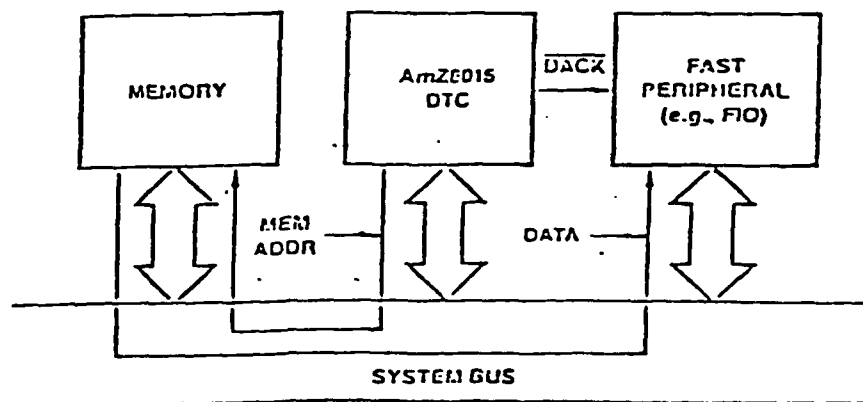 MEMORY
AmZ8016
DTC
DACK
FAST
PERIPHERAL
(e.g., FIO)
MEM
ADDR
DATA
SYSTEM BUS